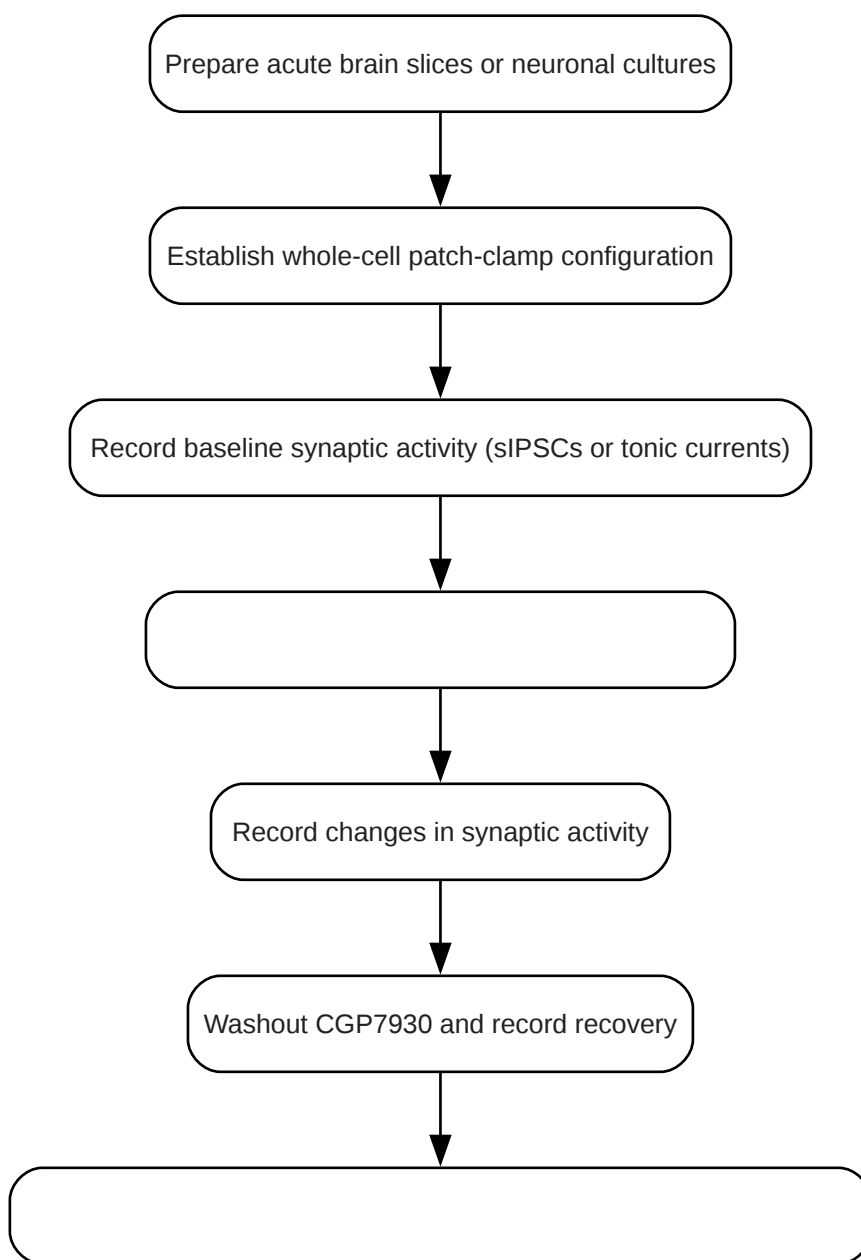 Prepare acute brain slices or neuronal cultures
Establish whole-cell patch-clamp configuration
Record baseline synaptic activity (sIPSCs or tonic currents)
Record changes in synaptic activity
Washout CGP7930 and record recovery